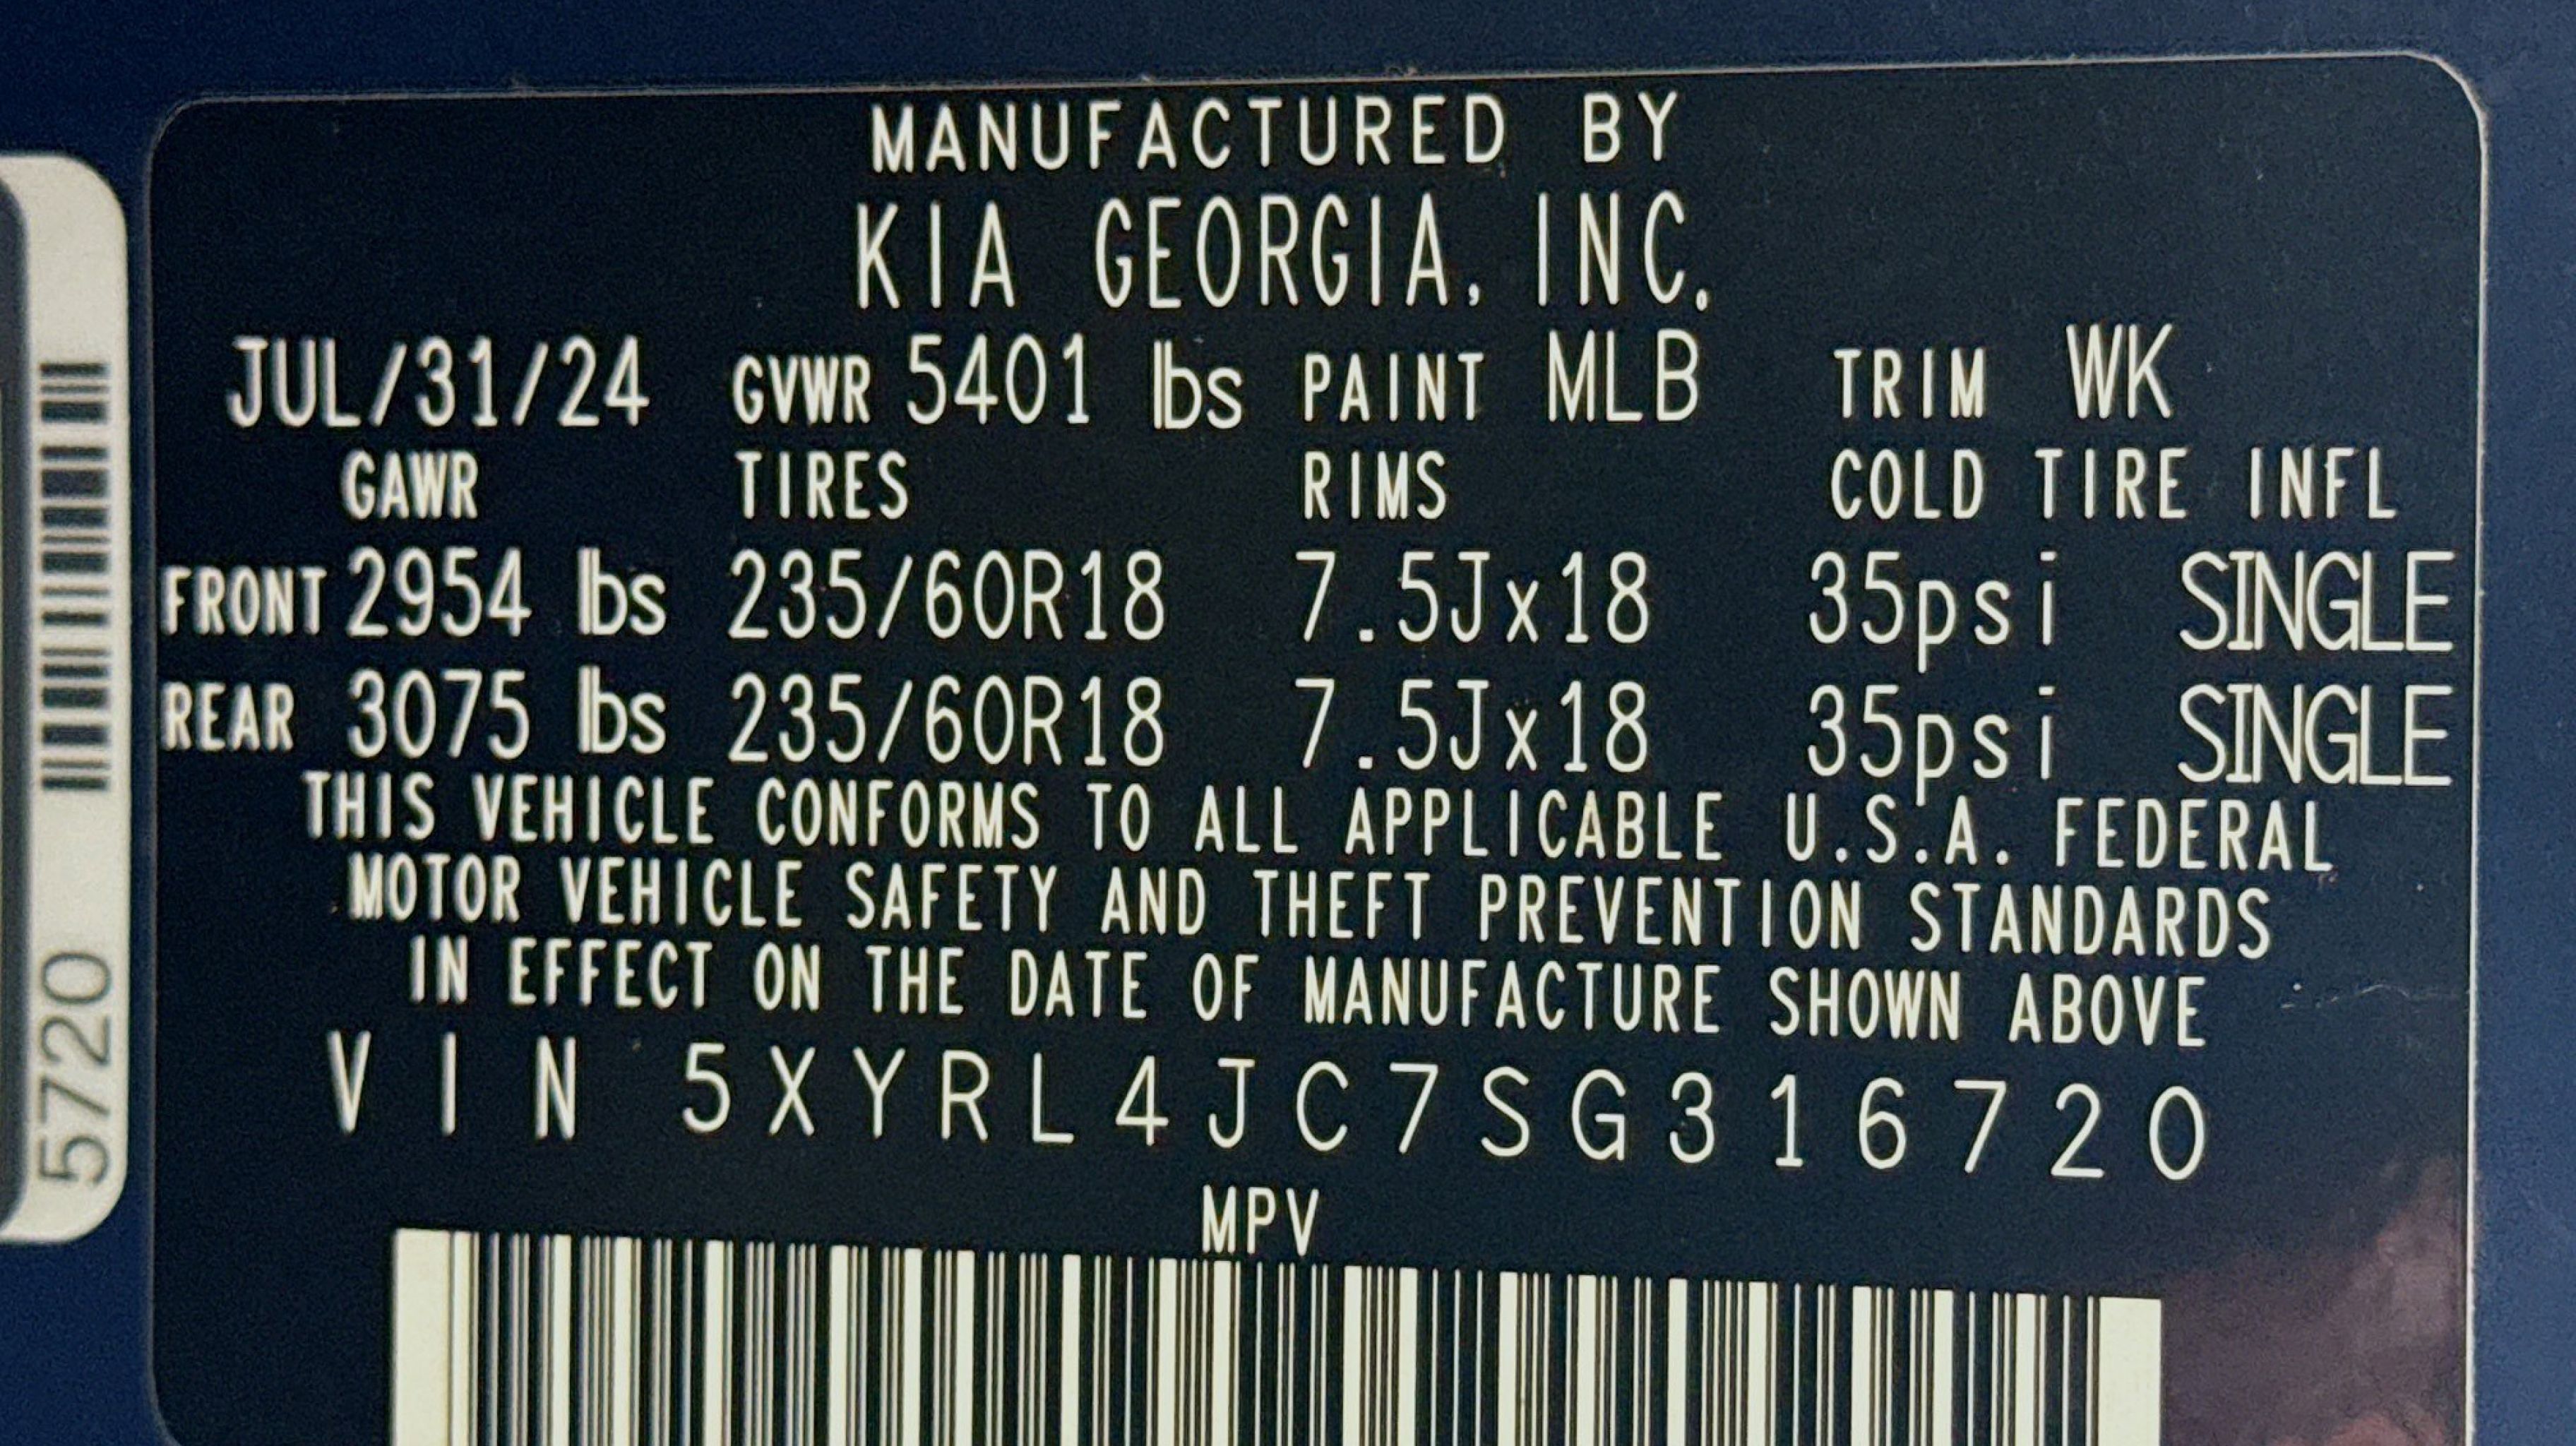 MANUFACTURED BY
KIA GEORGIA, INC.
JUL/31/24 GVWR 5401 lbs PAINT MLB TRIM WK
GAWR TIRES RIMS COLD TIRE INFL
FRONT 2954 lbs 235/60R18 7.5Jx18 35psi SINGLE
REAR 3075 lbs 235/60R18 7.5Jx18 35psi SINGLE
THIS VEHICLE CONFORMS TO ALL APPLICABLE U.S.A. FEDERAL
MOTOR VEHICLE SAFETY AND THEFT PREVENTION STANDARDS
IN EFFECT ON THE DATE OF MANUFACTURE SHOWN ABOVE
VIN 5XYRL4JC7SG316720
MPV
5720